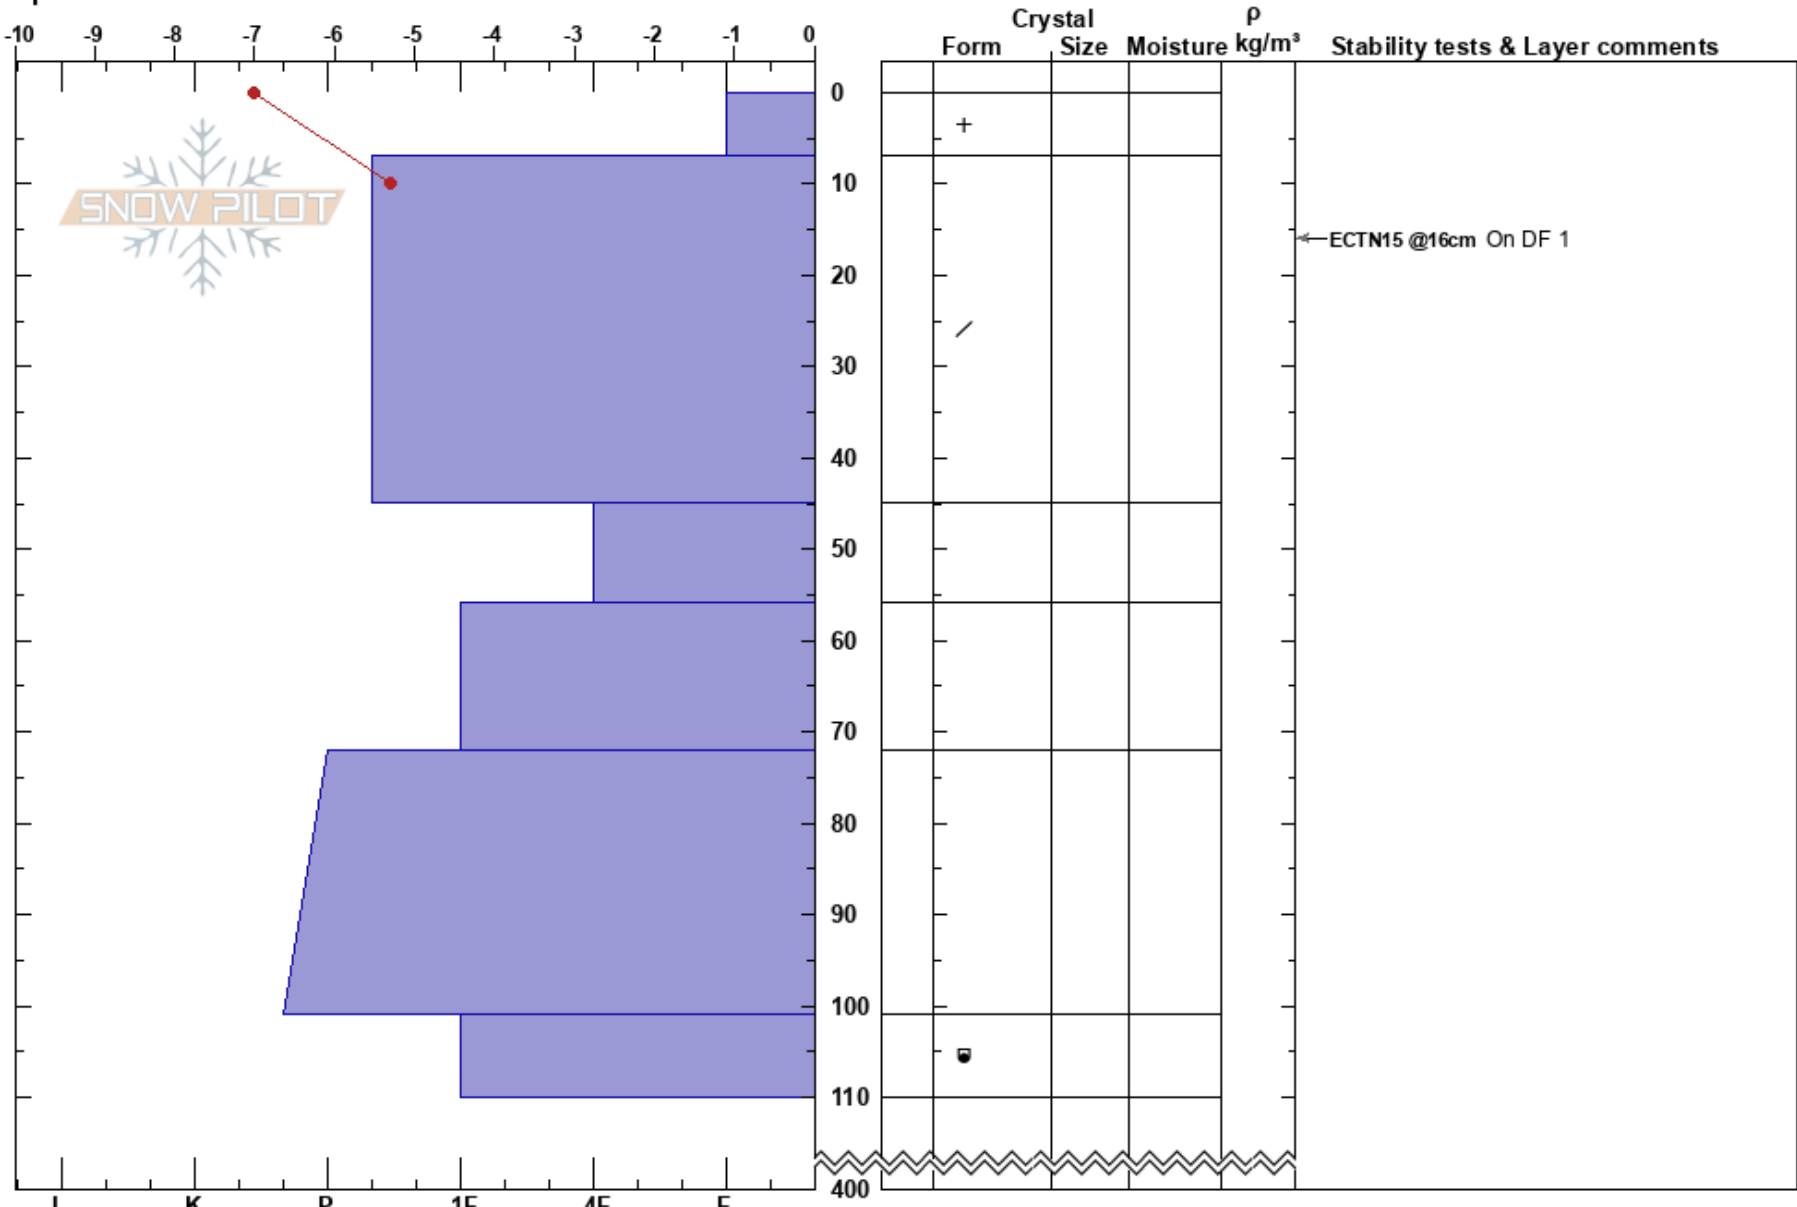 Crystal ρ
-10 -9 -8 -7 -6 -5 -4 -3 -2 -1 0
Form Size Moisture kg/m³ Stability tests & Layer comments
0
+
SNOW PILOT
10
ECTN15 @16cm On DF 1
20
30
40
50
60
70
80
90
100
110
400
K 1F 4F F